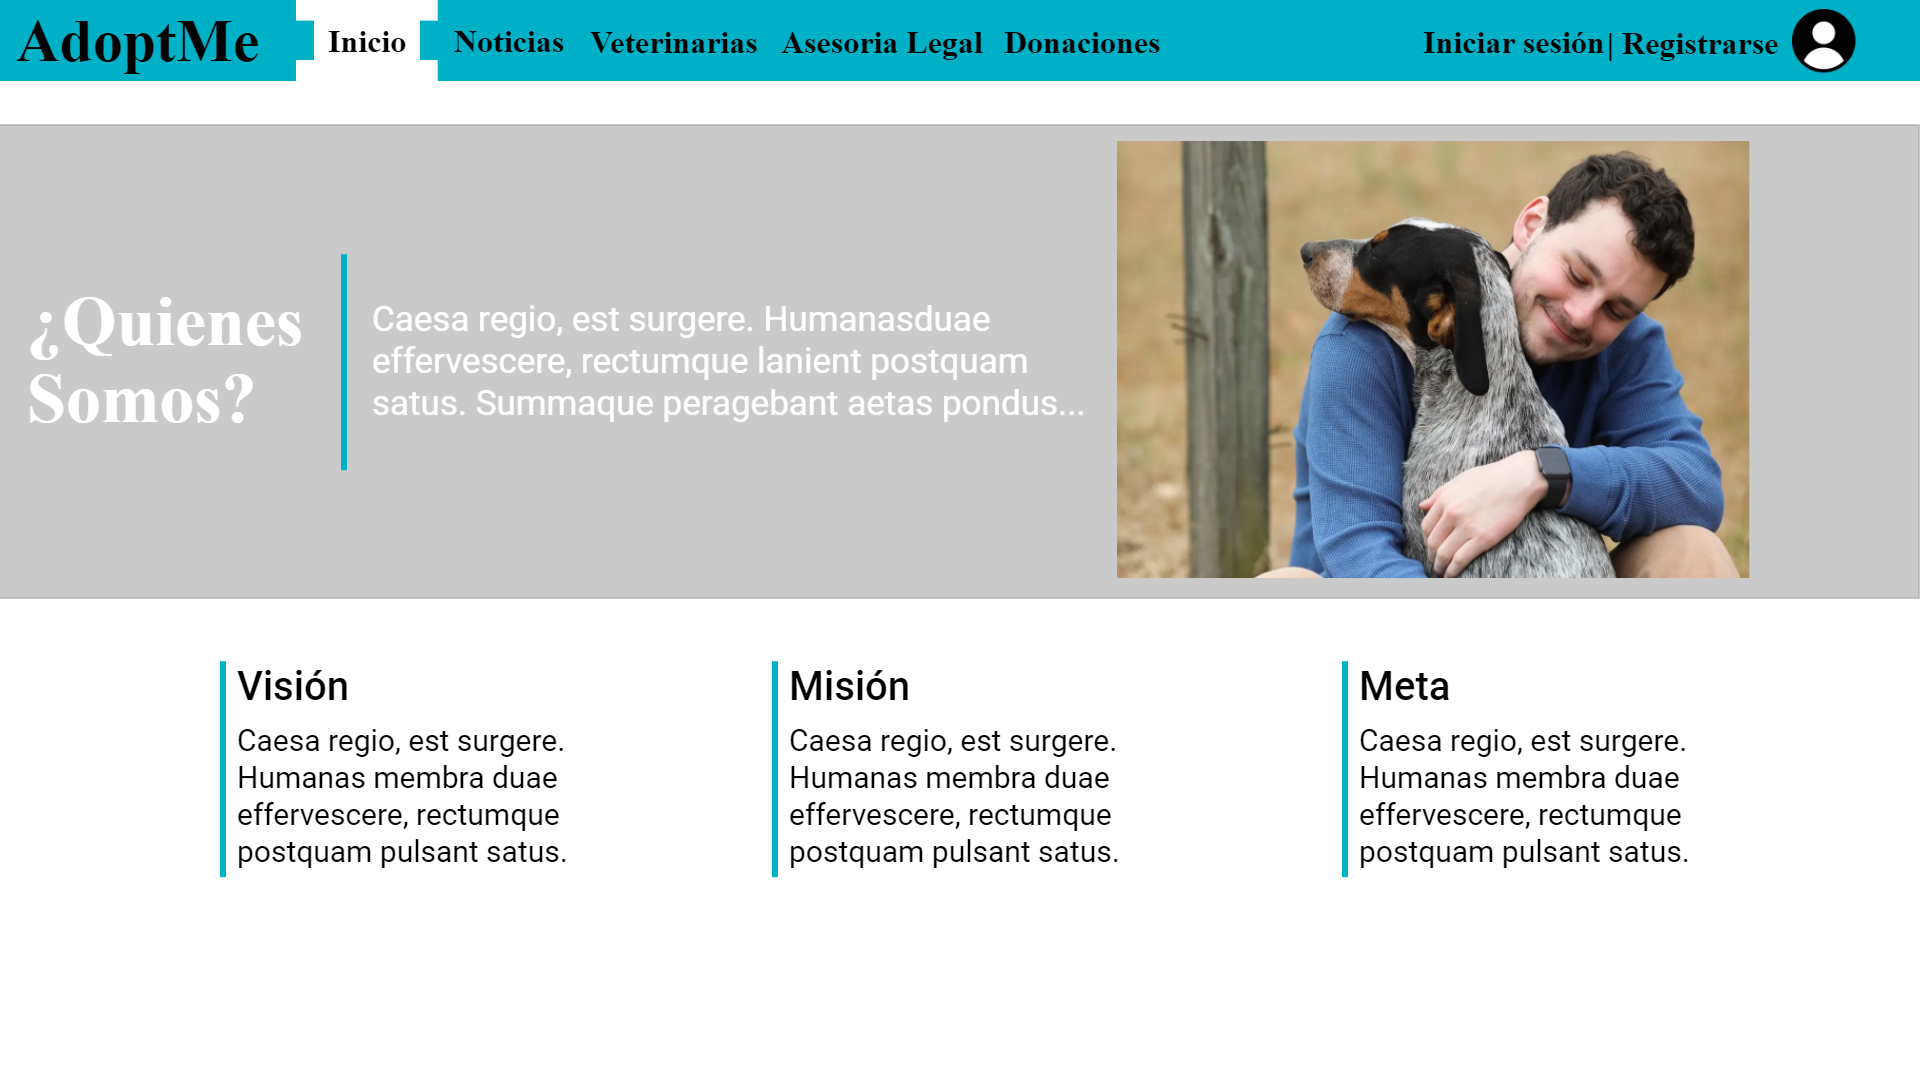 AdoptMe
Inicio
Noticias
Veterinarias
Asesoria Legal
Donaciones
Iniciar sesión| Registrarse
¿Quienes
Somos?
Caesa regio, est surgere. Humanasduae
effervescere, rectumque lanient postquam
satus. Summaque peragebant aetas pondus...
Visión
Caesa regio, est surgere.
Humanas membra duae
effervescere, rectumque
postquam pulsant satus.
Misión
Caesa regio, est surgere.
Humanas membra duae
effervescere, rectumque
postquam pulsant satus.
Meta
Caesa regio, est surgere.
Humanas membra duae
effervescere, rectumque
postquam pulsant satus.